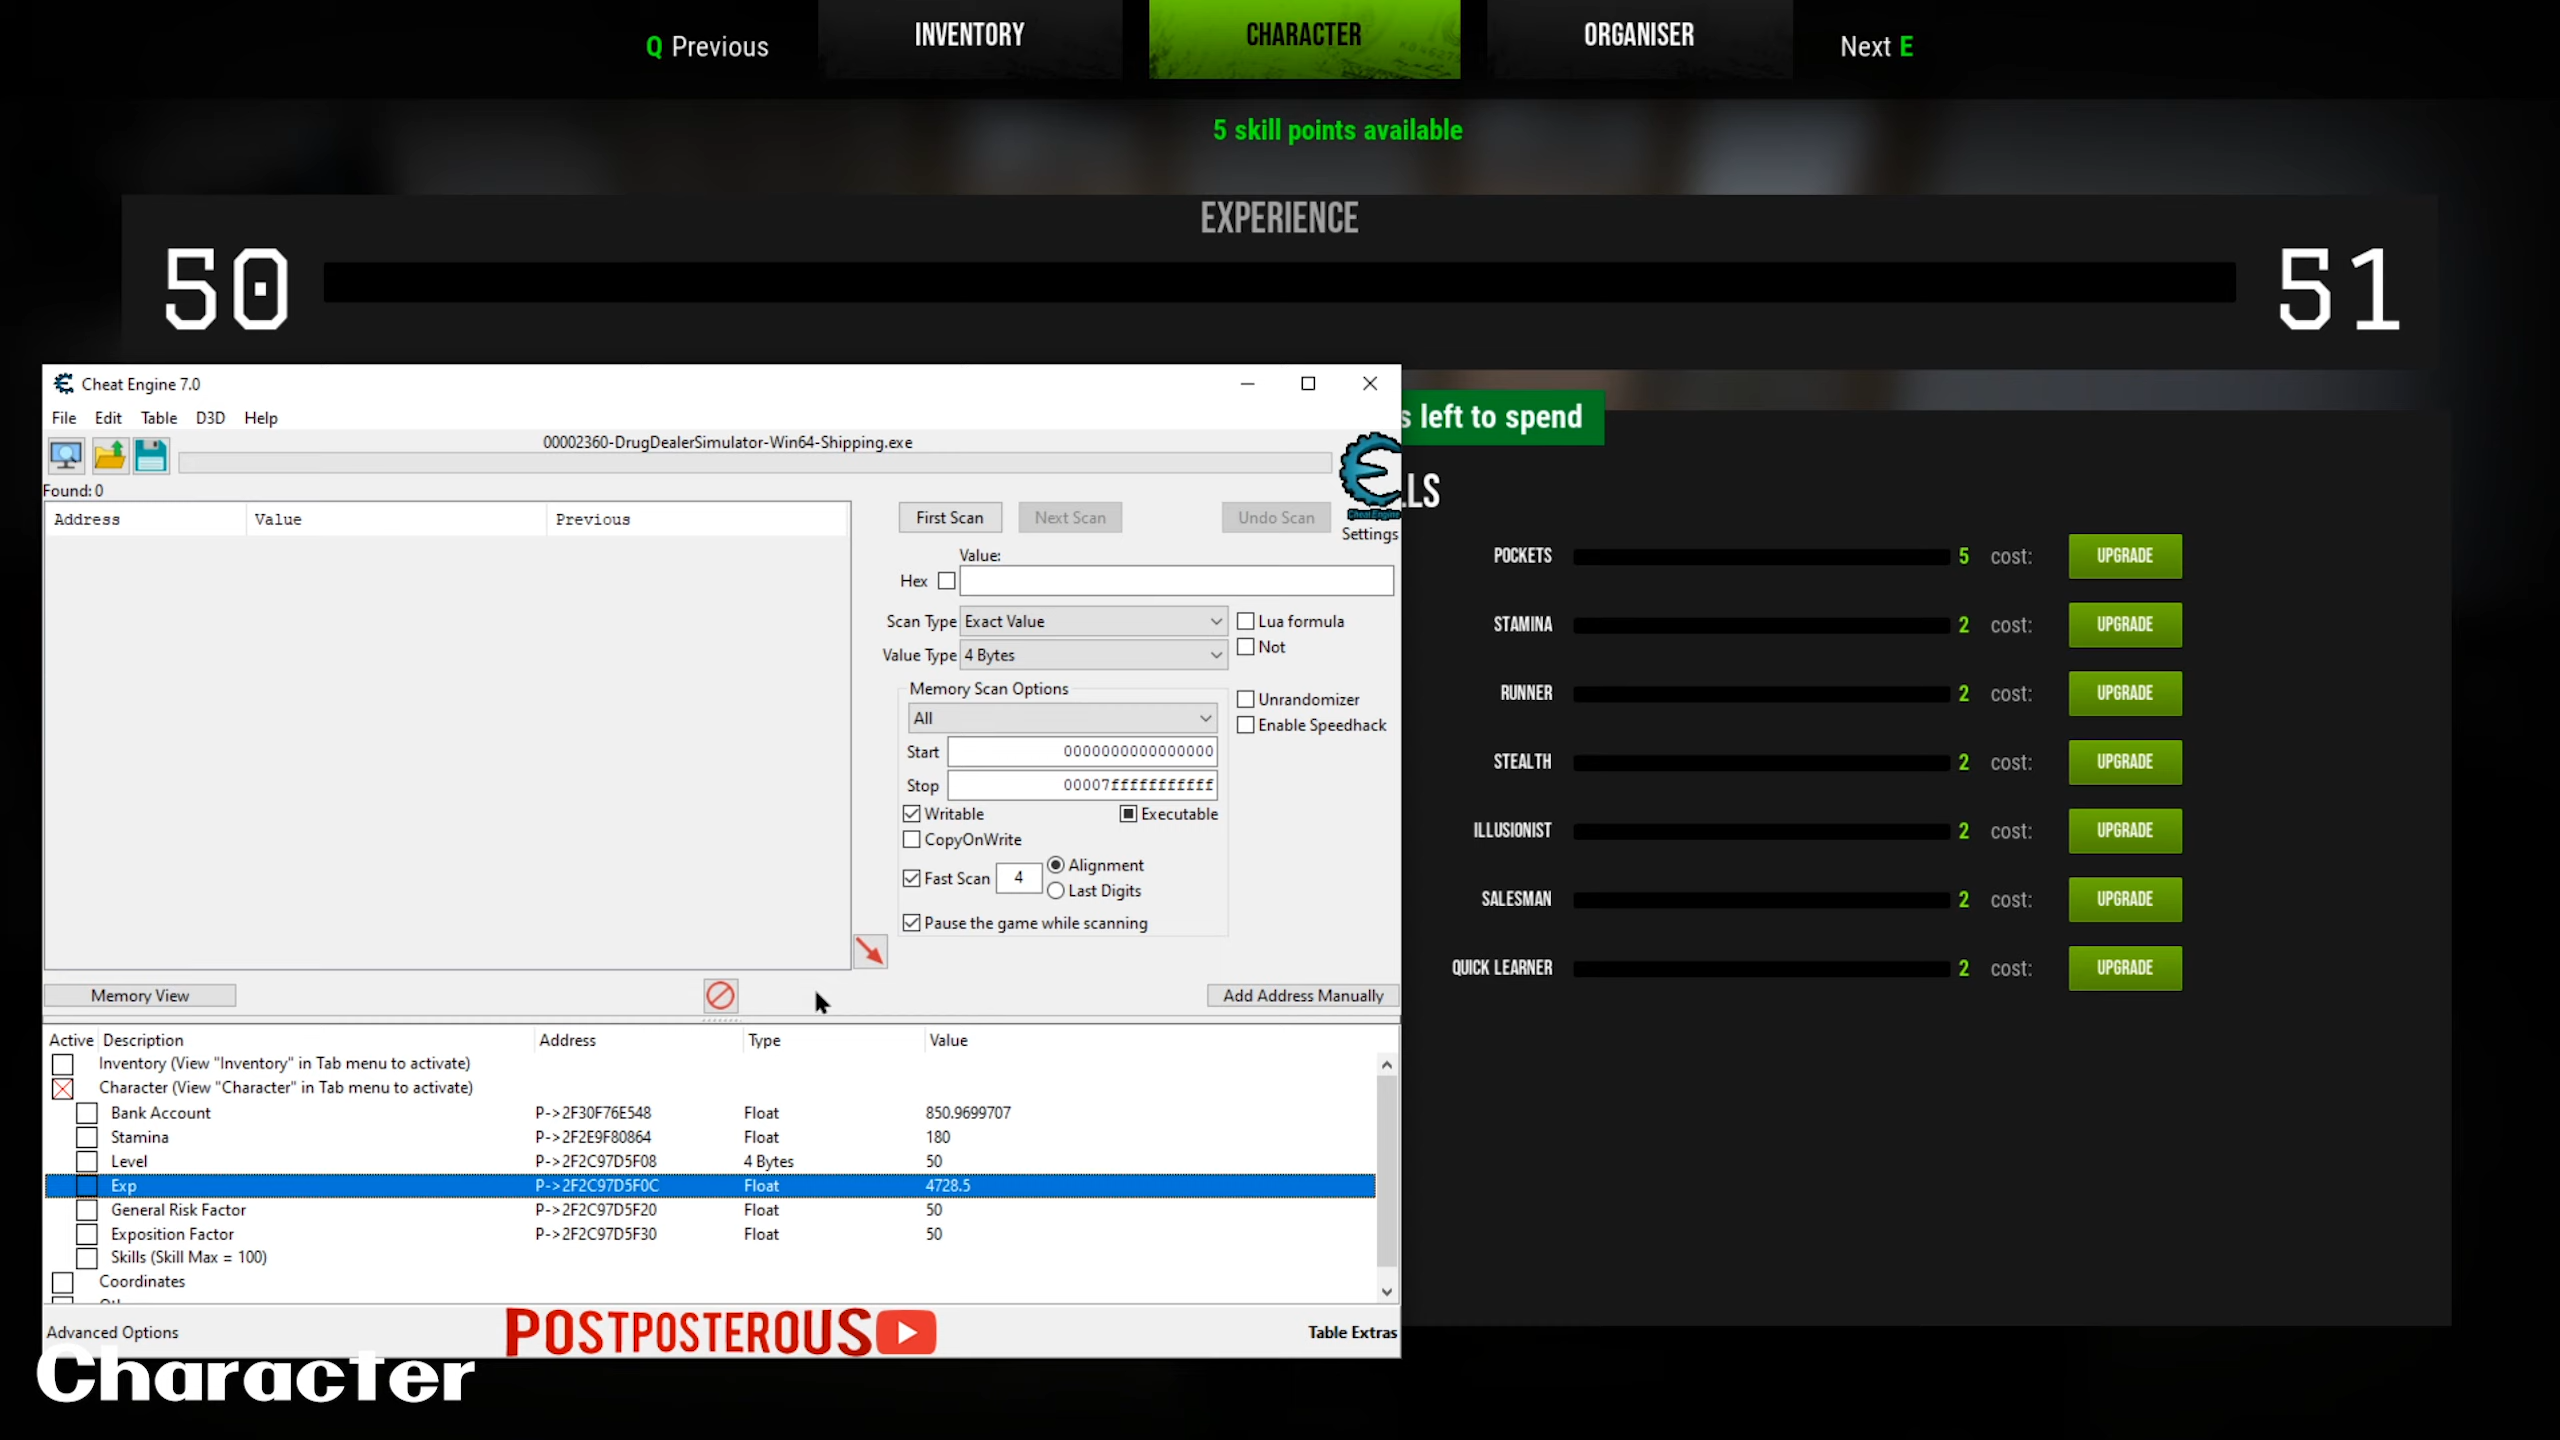 Q Previous
INVENTORY
CHARACTER
ORGANISER
Next E
5 skill points available
EXPERIENCE
50
51
Cheat Engine 7.0
File Edit Table D3D Help
00002360-DrugDealerSimulator-Win64-Shipping.exe
s left to spend
Found: 0
LLS
Address Value Previous
First Scan Next Scan Undo Scan
Cheat Engine
Settings
Value:
Hex
Scan Type Exact Value
Lua formula
Value Type 4 Bytes
Not
Memory Scan Options
All
Unrandomizer
Enable Speedhack
Start 0000000000000000
Stop 00007fffffffffff
Writable Executable
CopyOnWrite
Fast Scan 4 Alignment
Last Digits
Pause the game while scanning
Memory View
Add Address Manually
POCKETS 5 cost: UPGRADE
STAMINA 2 cost: UPGRADE
RUNNER 2 cost: UPGRADE
STEALTH 2 cost: UPGRADE
ILLUSIONIST 2 cost: UPGRADE
SALESMAN 2 cost: UPGRADE
QUICK LEARNER 2 cost: UPGRADE
Active Description Address Type Value
Inventory (View "Inventory" in Tab menu to activate)
Character (View "Character" in Tab menu to activate)
Bank Account P->2F30F76E548 Float 850.9699707
Stamina P->2F2E9F80864 Float 180
Level P->2F2C97D5F08 4 Bytes 50
Exp P->2F2C97D5F0C Float 4728.5
General Risk Factor P->2F2C97D5F20 Float 50
Exposition Factor P->2F2C97D5F30 Float 50
Skills (Skill Max = 100)
Coordinates
Advanced Options
POSTPOSTEROUS
Table Extras
Character